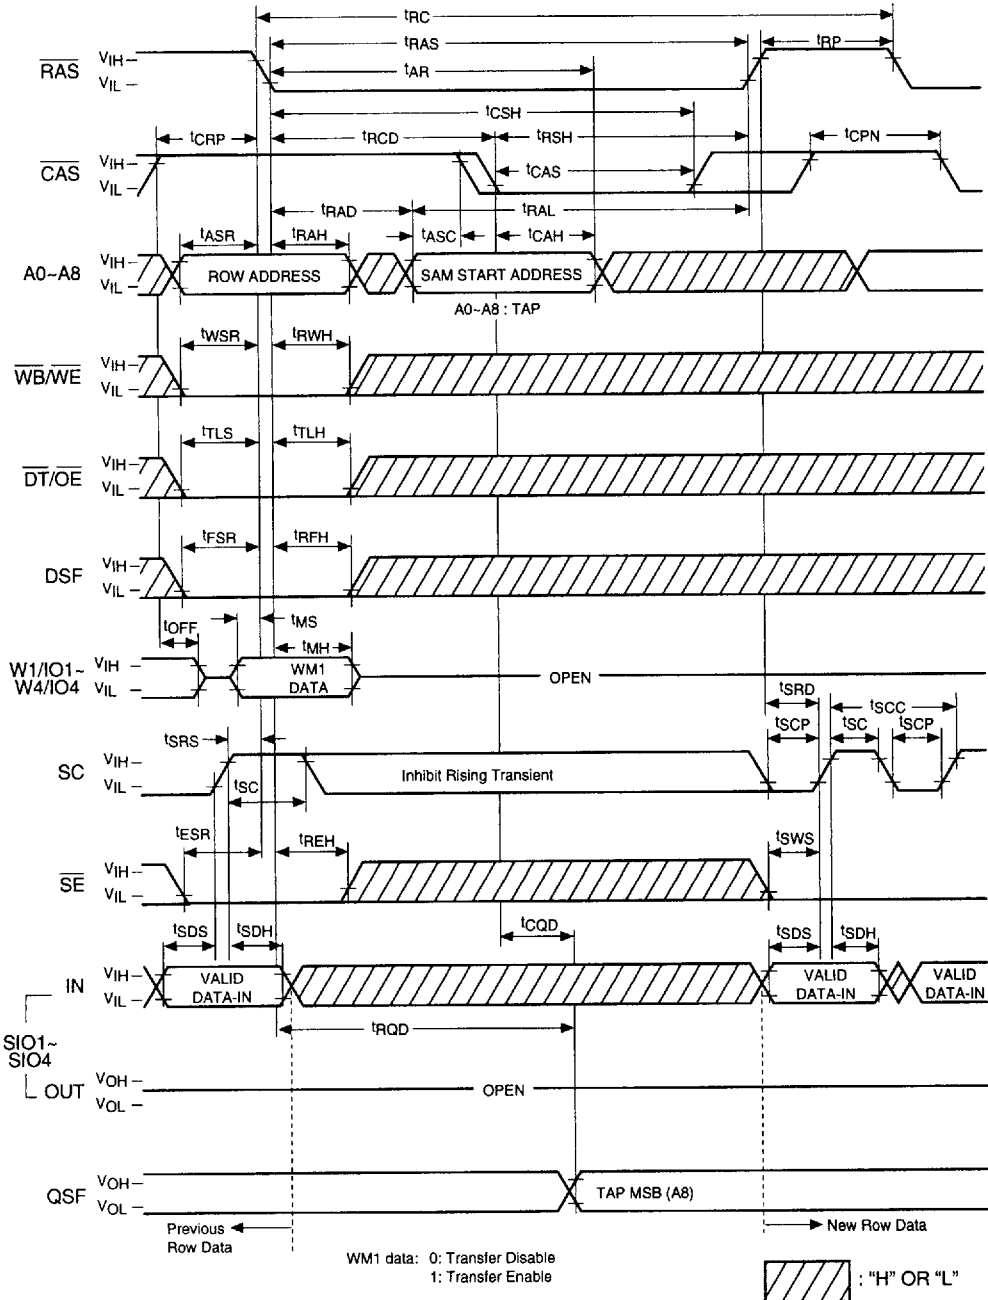 tRC
tRAS
tRP
RAS
VIH
VIL
tAR
tCSH
tCRP
tRCD
tRSH
tCPN
CAS
VIH
VIL
tCAS
tRAD
tRAL
tASR
tRAH
tASC
tCAH
A0~A8
VIH
VIL
ROW ADDRESS
SAM START ADDRESS
A0~A8 : TAP
tWSR
tRWH
WB/WE
VIH
VIL
tTLS
tTLH
DT/OE
VIH
VIL
tFSR
tRFH
DSF
VIH
VIL
tOFF
tMS
tMH
W1/IO1~
W4/IO4
VIH
VIL
WM1
DATA
OPEN
tSRD
tSCC
tSCP
tSC
tSCP
tSRS
SC
VIH
VIL
tSC
Inhibit Rising Transient
tESR
tREH
tSWS
SE
VIH
VIL
tCQD
tSDS
tSDH
tSDS
tSDH
IN
VIH
VIL
VALID
DATA-IN
VALID
DATA-IN
VALID
DATA-IN
tRQD
SIO1~
SIO4
OUT
VOH
VOL
OPEN
QSF
VOH
VOL
TAP MSB (A8)
Previous
Row Data
New Row Data
WM1 data: 0: Transfer Disable
1: Transfer Enable
: "H" OR "L"